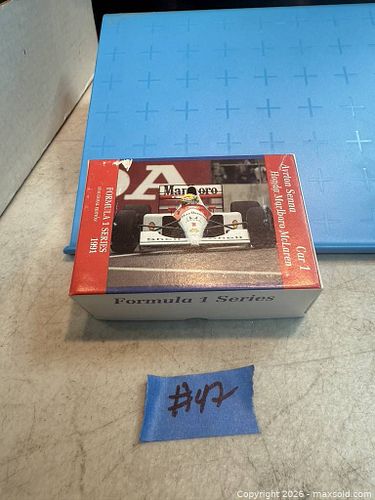 Marlboro
Ayrton Senna
Honda Marlboro McLaren
Car 1
FORMULA 1 SERIES
1991
Formula 1 Series
#47
Copyright © 2026 - maxsold.com